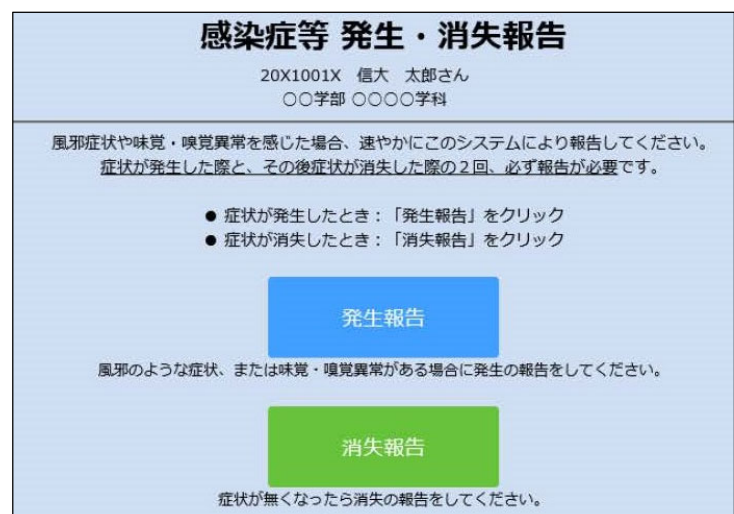 感染症等 発生・消失報告
20X1001X 信大 太郎さん
○○学部 ○○○○学科
風邪症状や味覚・嗅覚異常を感じた場合、速やかにこのシステムにより報告してください。
症状が発生した際と、その後症状が消失した際の2回、必ず報告が必要です。
● 症状が発生したとき：「発生報告」をクリック
● 症状が消失したとき：「消失報告」をクリック
発生報告
風邪のような症状、または味覚・嗅覚異常がある場合に発生の報告をしてください。
消失報告
症状が無くなったら消失の報告をしてください。